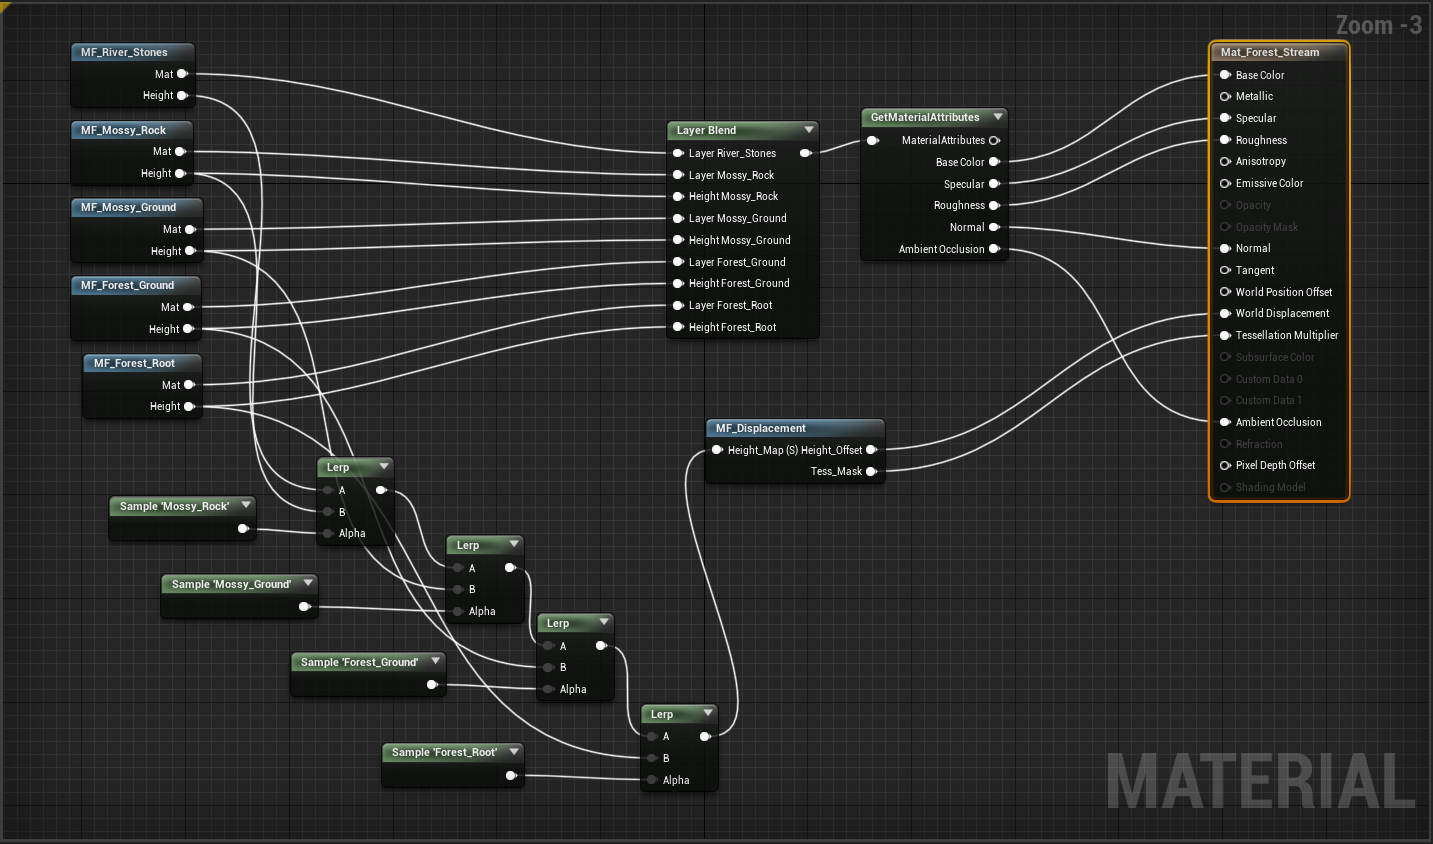 Zoom -3
MF_River_Stones
Mat
Height
MF_Mossy_Rock
Mat
Height
MF_Mossy_Ground
Mat
Height
MF_Forest_Ground
Mat
Height
MF_Forest_Root
Mat
Height
Layer Blend
Layer River_Stones
Layer Mossy_Rock
Height Mossy_Rock
Layer Mossy_Ground
Height Mossy_Ground
Layer Forest_Ground
Height Forest_Ground
Layer Forest_Root
Height Forest_Root
GetMaterialAttributes
MaterialAttributes
Base Color
Specular
Roughness
Normal
Ambient Occlusion
Mat_Forest_Stream
Base Color
Metallic
Specular
Roughness
Anisotropy
Emissive Color
Opacity
Opacity Mask
Normal
Tangent
World Position Offset
World Displacement
Tessellation Multiplier
Subsurface Color
Custom Data 0
Custom Data 1
Ambient Occlusion
Refraction
Pixel Depth Offset
Shading Model
MF_Displacement
Height_Map (S) Height_Offset
Tess_Mask
Lerp
A
B
Alpha
Sample 'Mossy_Rock'
Lerp
A
B
Alpha
Sample 'Mossy_Ground'
Lerp
A
B
Alpha
Sample 'Forest_Ground'
Lerp
A
B
Alpha
Sample 'Forest_Root'
MATERIAL